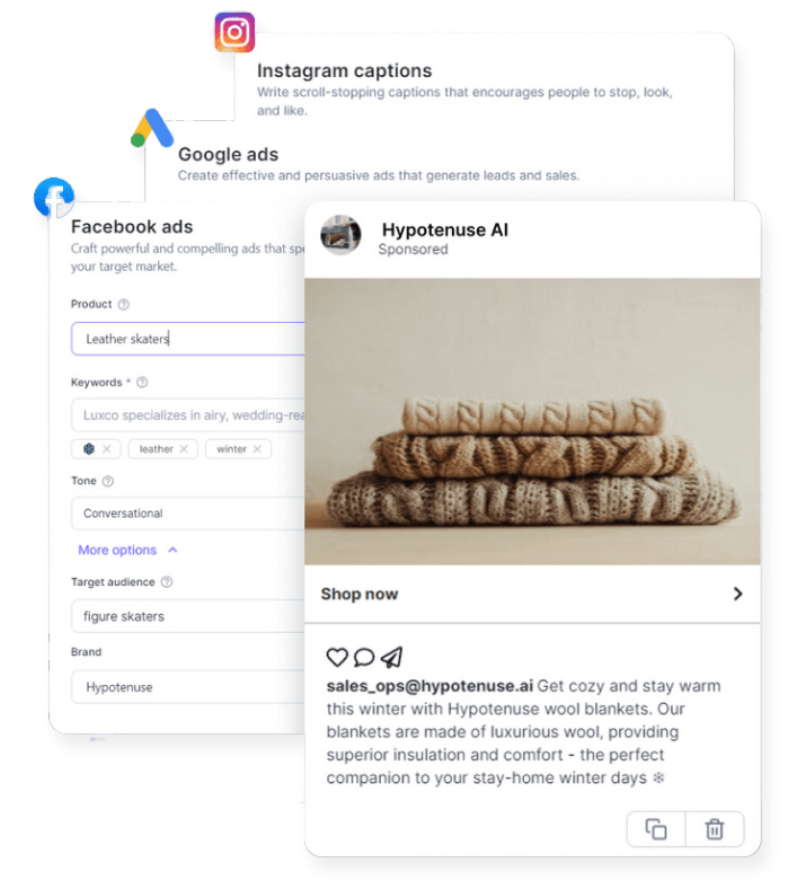 Instagram captions
Write scroll-stopping captions that encourages people to stop, look,
and like.
Google ads
Create effective and persuasive ads that generate leads and sales.
Facebook ads
Craft powerful and compelling ads that
your target market.
Product
Leather skaters
Keywords *
Luxco specializes in airy,
leather
winter
Tone
Conversational
More options
Target audience
figure skaters
Brand
Hypotenuse
Hypotenuse AI
Sponsored
Shop now
sales_ops@hypotenuse.ai Get cozy and stay warm
this winter with Hypotenuse wool blankets. Our
blankets are made of luxurious wool, providing
superior insulation and comfort - the perfect
companion to your stay-home winter days ❄